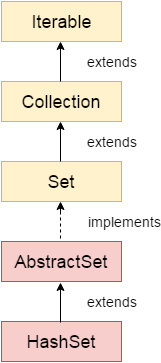 Iterable
extends
Collection
extends
Set
implements
AbstractSet
extends
HashSet